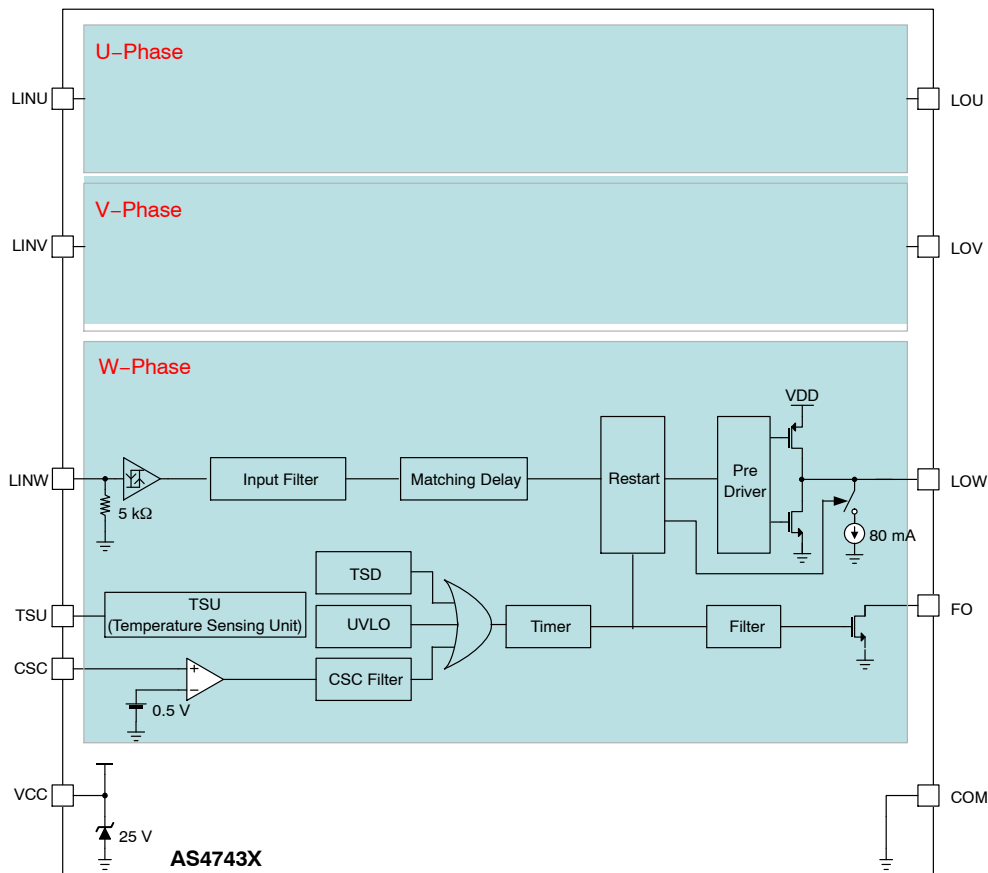 U−Phase
LINU
LOU
V−Phase
LINV
LOV
W−Phase
VDD
LINW
Input Filter
Matching Delay
Restart
Pre
Driver
LOW
5 kΩ
80 mA
TSD
TSU
TSU
(Temperature Sensing Unit)
UVLO
Timer
Filter
FO
CSC
+
−
CSC Filter
0.5 V
VCC
COM
25 V
AS4743X